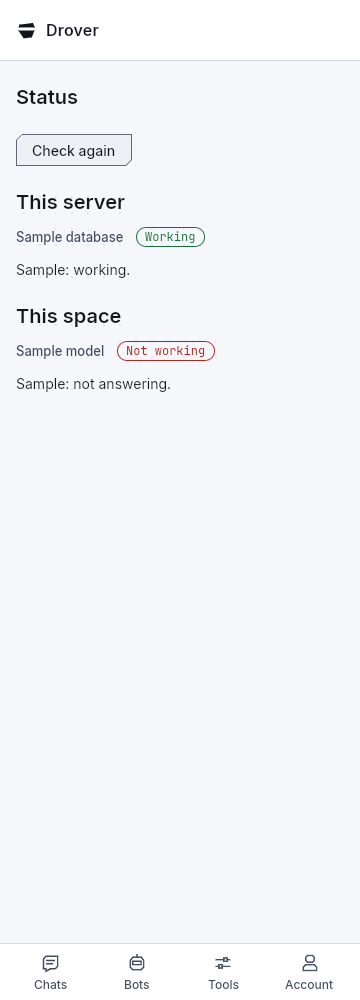 Drover
Status
Check again
This server
Sample database Working
Sample: working.
This space
Sample model Not working
Sample: not answering.
Chats Bots Tools Account